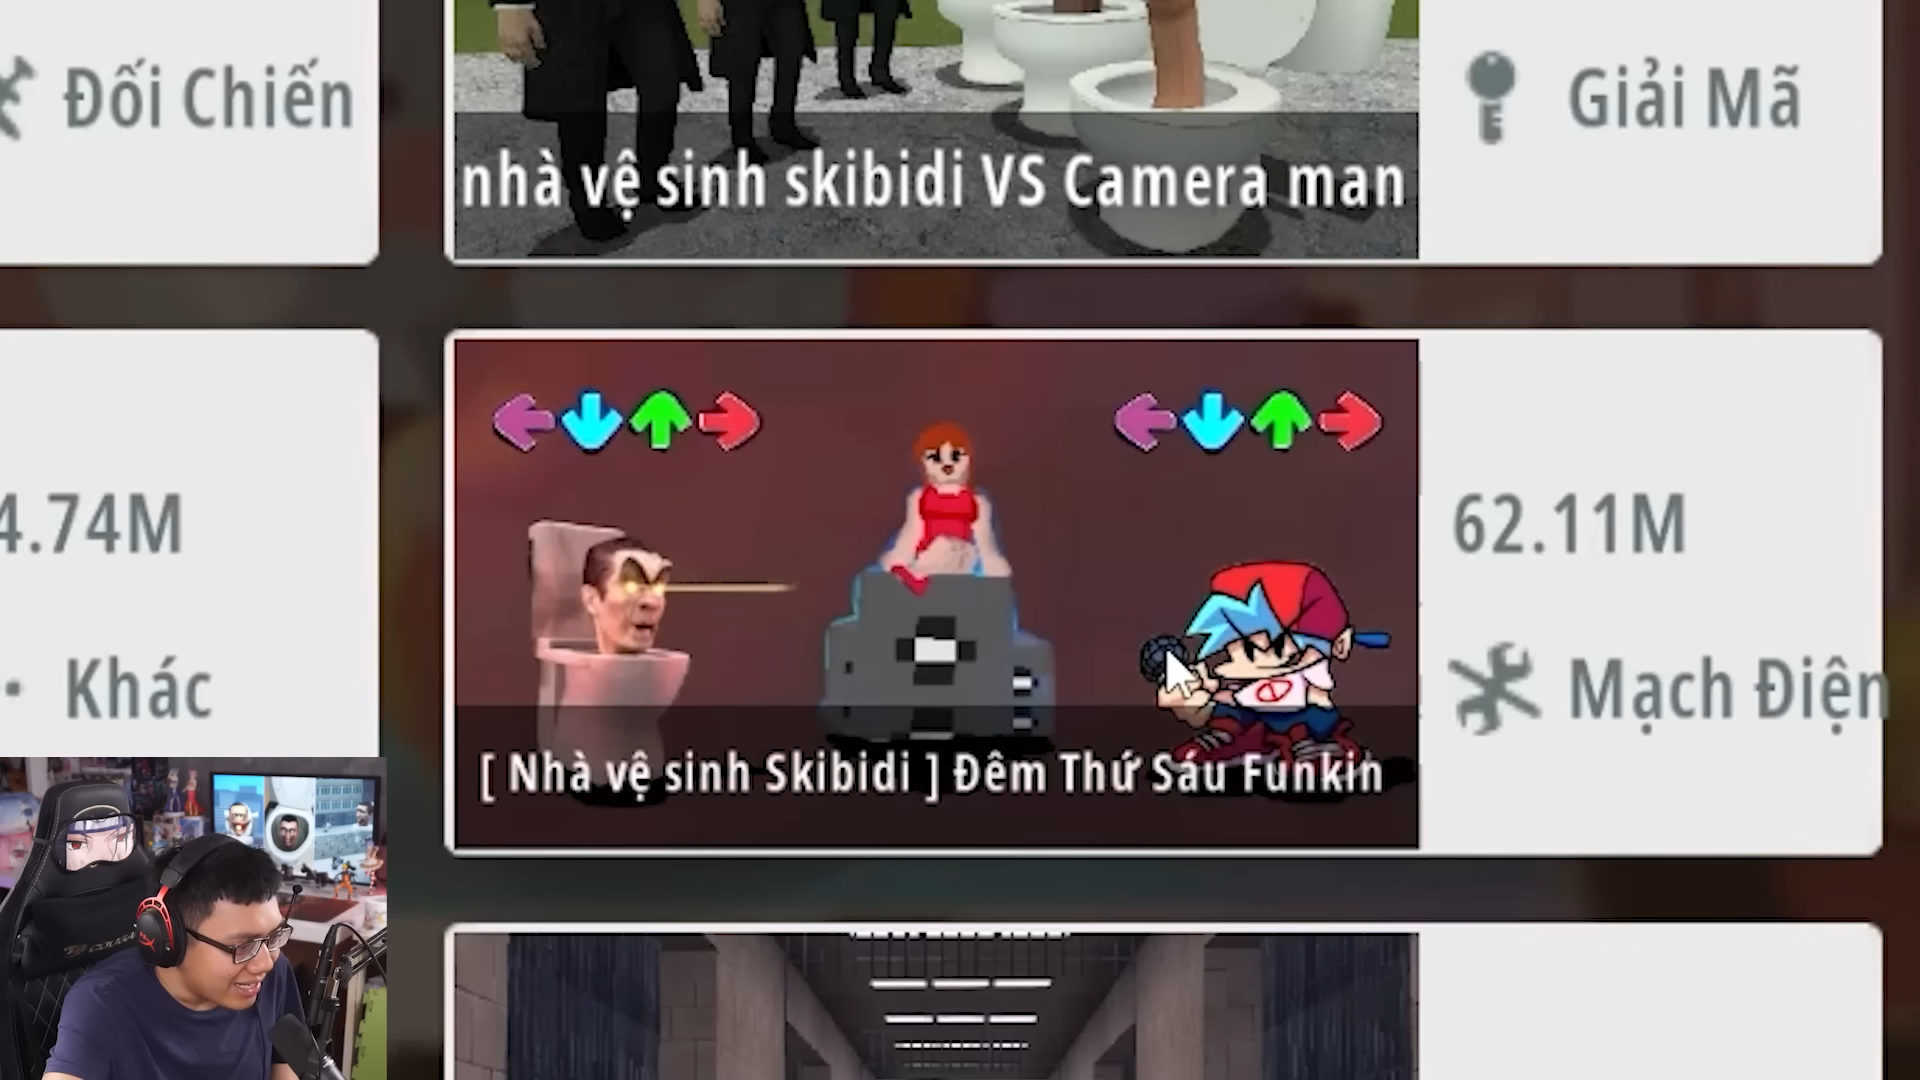 Đối Chiến
nhà vệ sinh skibidi VS Camera man
Giải Mã
4.74M
Khác
[ Nhà vệ sinh Skibidi ] Đêm Thứ Sáu Funkin
62.11M
Mạch Điện